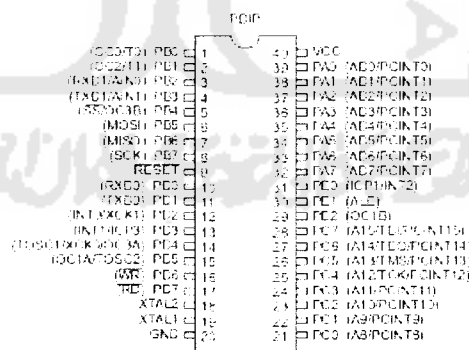 PDIP
(OC0/T0) PB0 1 40 VCC
(OC2/T1) PB1 2 39 PA0 (AD0/PCINT0)
(RXD1/AIN0) PB2 3 38 PA1 (AD1/PCINT1)
(TXD1/AIN1) PB3 4 37 PA2 (AD2/PCINT2)
(SS/OC3B) PB4 5 36 PA3 (AD3/PCINT3)
(MOSI) PB5 6 35 PA4 (AD4/PCINT4)
(MISO) PB6 7 34 PA5 (AD5/PCINT5)
(SCK) PB7 8 33 PA6 (AD6/PCINT6)
RESET 9 32 PA7 (AD7/PCINT7)
(RXD0) PD0 10 31 PE0 (ICP1/INT2)
(TXD0) PD1 11 30 PE1 (ALE)
(INT0/XCK1) PD2 12 29 PE2 (OC1B)
(INT1/ICP3) PD3 13 28 PC7 (A15/TDI/PCINT15)
(TOSC1/XCK0/OC3A) PD4 14 27 PC6 (A14/TDO/PCINT14)
(OC1A/TOSC2) PD5 15 26 PC5 (A13/TMS/PCINT13)
(WR) PD6 16 25 PC4 (A12/TCK/PCINT12)
(RD) PD7 17 24 PC3 (A11/PCINT11)
XTAL2 18 23 PC2 (A10/PCINT10)
XTAL1 19 22 PC1 (A9/PCINT9)
GND 20 21 PC0 (A8/PCINT8)